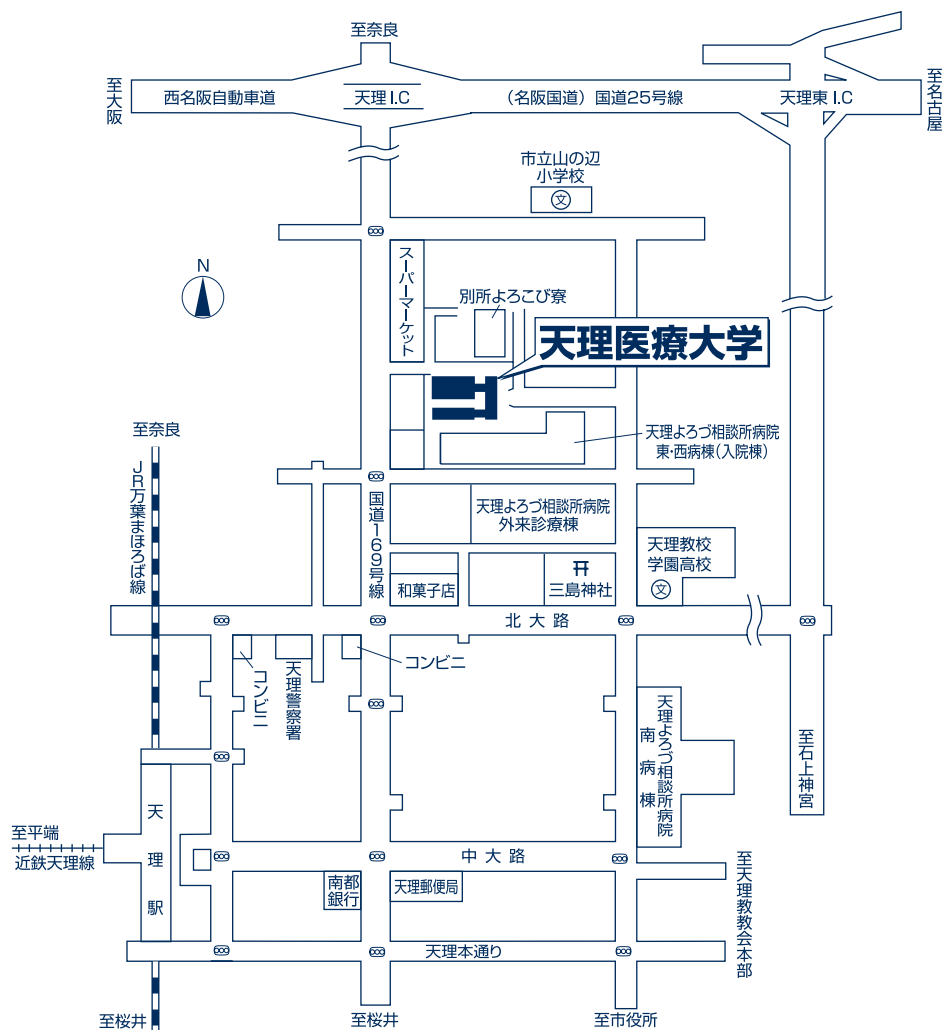 至奈良
至大阪
西名阪自動車道
天理I.C
(名阪国道)国道25号線
天理東I.C
至名古屋
市立山の辺
小学校
文
N
スーパーマーケット
別所よろこび寮
天理医療大学
至奈良
JR万葉まほろば線
天理よろづ相談所病院
東・西病棟(入院棟)
国道169号線
天理よろづ相談所病院
外来診療棟
天理教校
学園高校
文
和菓子店
三島神社
北大路
コンビニ
天理警察署
コンビニ
天理よろづ相談所病院
南病棟
至石上神宮
天理駅
至平端
近鉄天理線
中大路
南都
銀行
天理郵便局
至天理教教会本部
天理本通り
至桜井
至桜井
至市役所